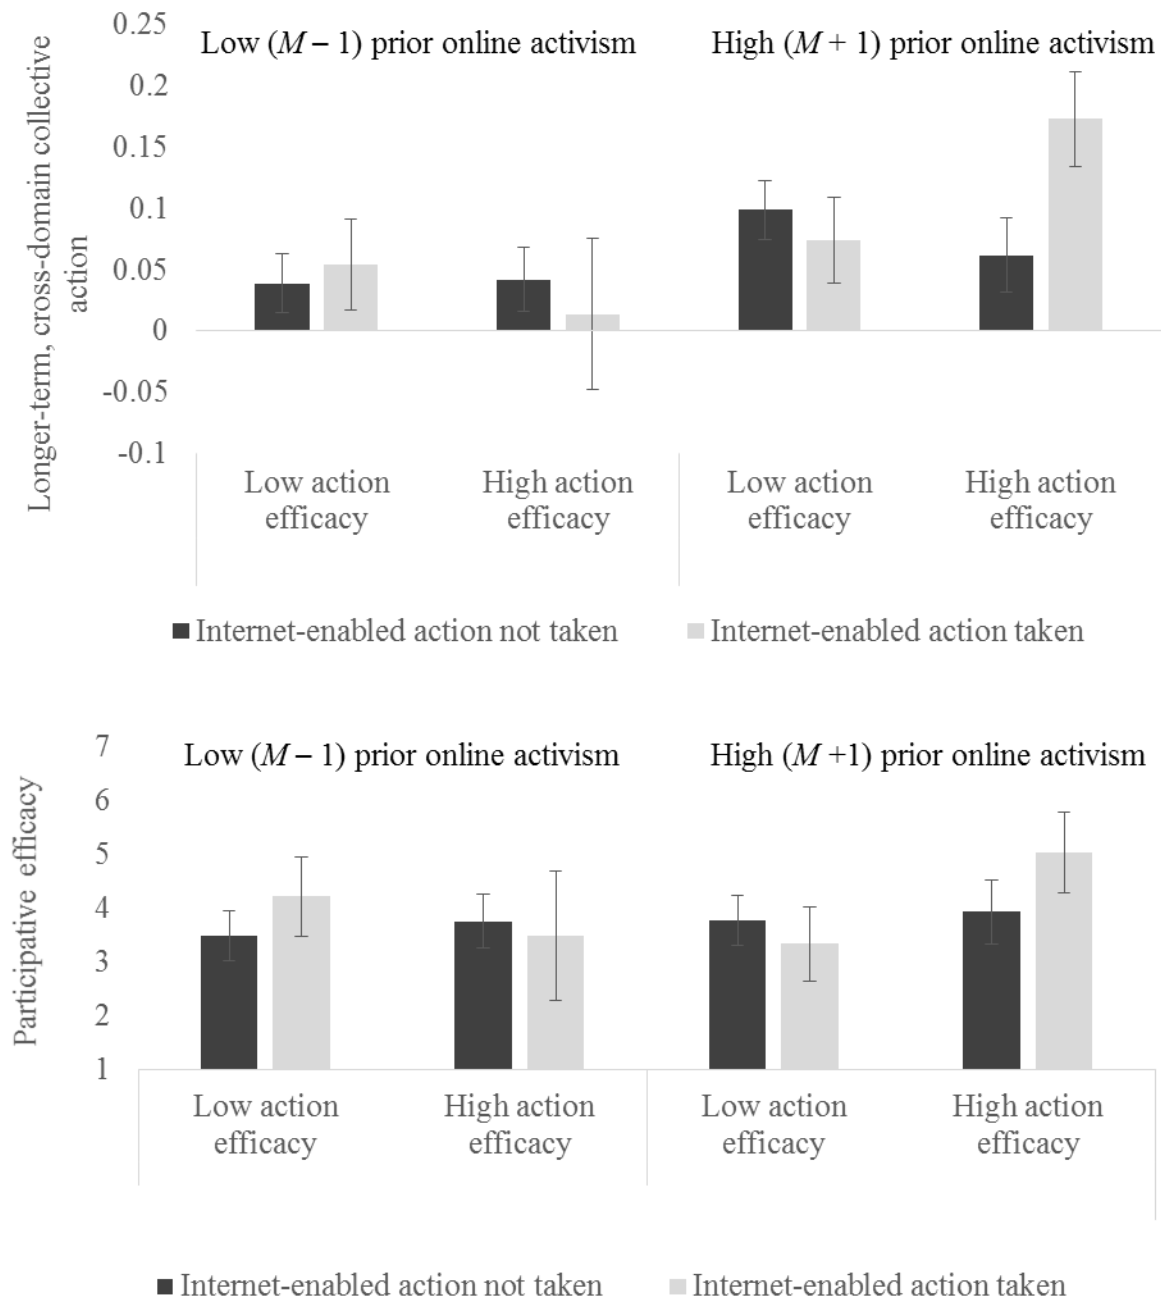 0.25
Low (M – 1) prior online activism
High (M + 1) prior online activism
0.2
0.15
0.1
0.05
0
-0.05
-0.1
Longer-term, cross-domain collective
action
Low action
efficacy
High action
efficacy
Low action
efficacy
High action
efficacy
Internet-enabled action not taken
Internet-enabled action taken
7
Low (M – 1) prior online activism
High (M +1) prior online activism
6
5
4
3
2
1
Participative efficacy
Low action
efficacy
High action
efficacy
Low action
efficacy
High action
efficacy
Internet-enabled action not taken
Internet-enabled action taken